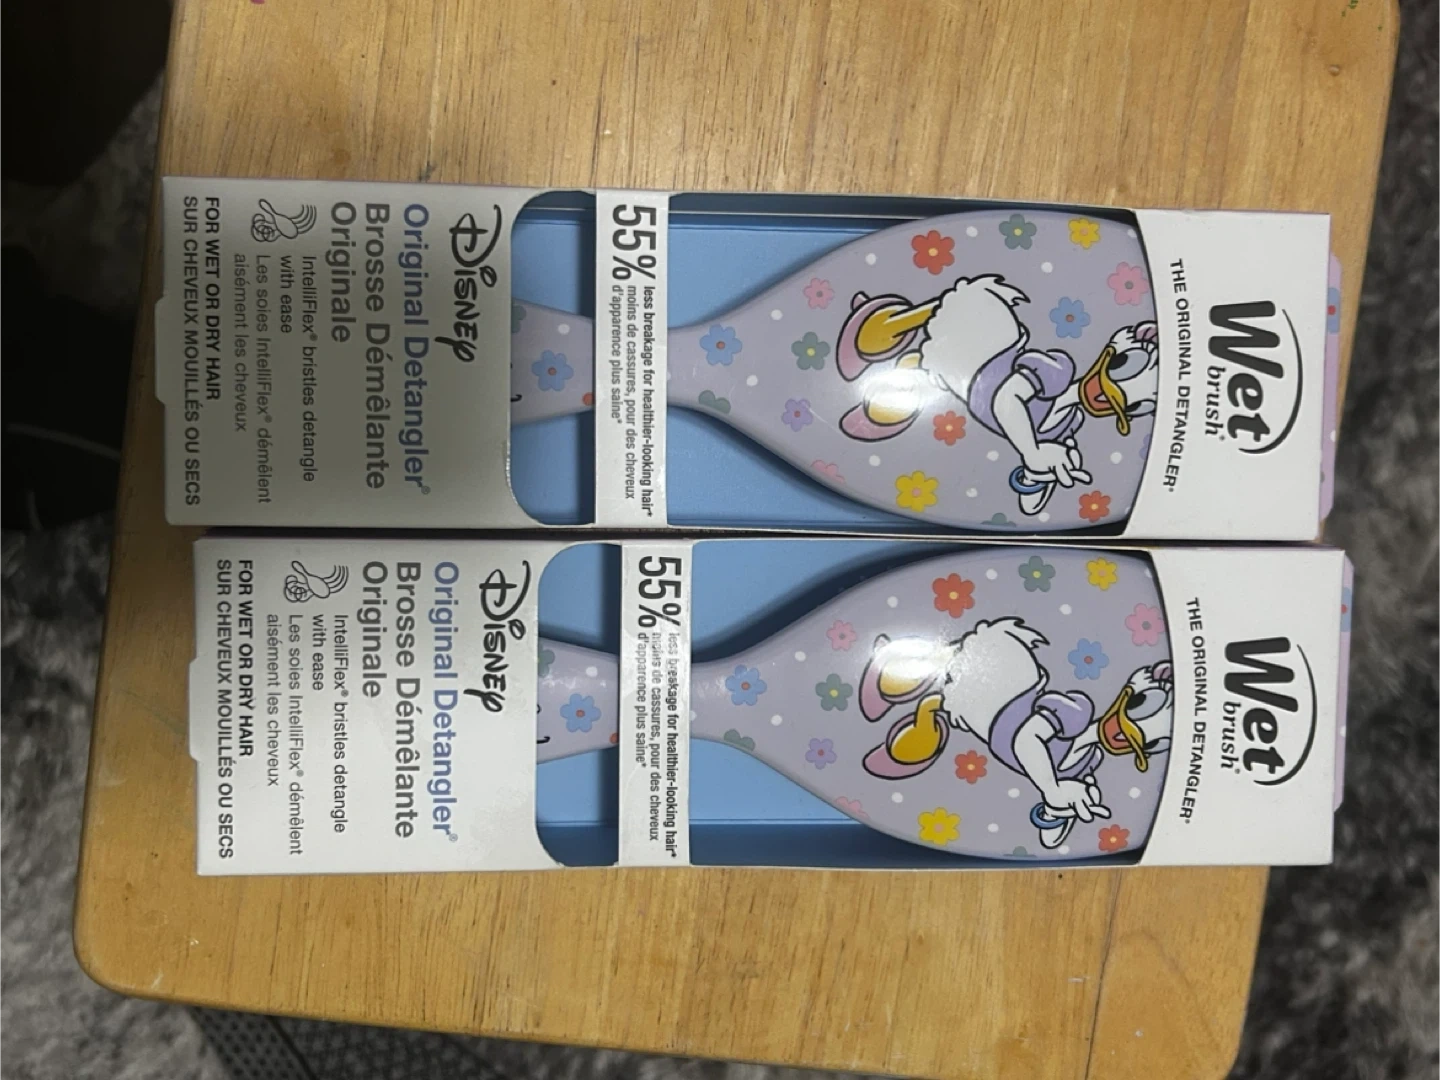 Wet
brush®
THE ORIGINAL DETANGLER®
55%
less breakage for healthier-looking hair*
moins de cassures, pour des cheveux
d'apparence plus saine*
Disney
Original Detangler®
Brosse Démêlante
Originale
IntelliFlex® bristles detangle
with ease
Les soies IntelliFlex® démêlent
aisément les cheveux
FOR WET OR DRY HAIR
SUR CHEVEUX MOUILLÉS OU SECS
Wet
brush®
THE ORIGINAL DETANGLER®
55%
less breakage for healthier-looking hair*
moins de cassures, pour des cheveux
d'apparence plus saine*
Disney
Original Detangler®
Brosse Démêlante
Originale
IntelliFlex® bristles detangle
with ease
Les soies IntelliFlex® démêlent
aisément les cheveux
FOR WET OR DRY HAIR
SUR CHEVEUX MOUILLÉS OU SECS